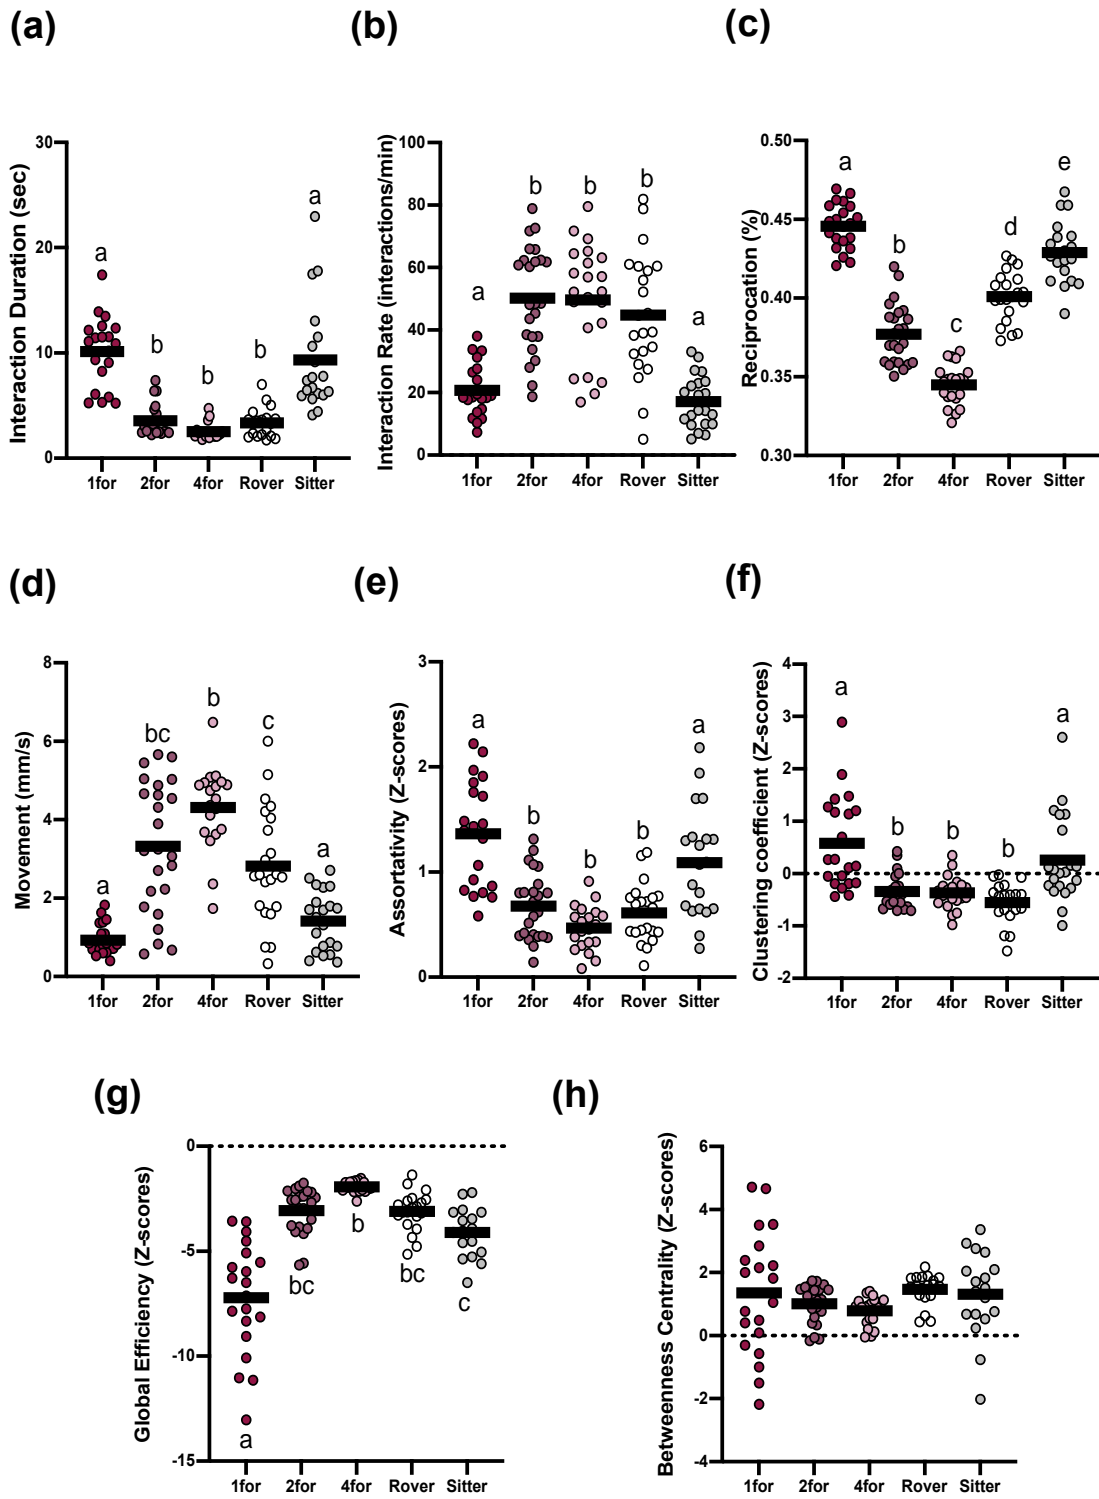 (a)
Interaction Duration (sec)
30
20
10
0
a
b
b
b
a
1for 2for 4for Rover Sitter
(b)
Interaction Rate (interactions/min)
100
80
60
40
20
0
a
b
b
b
a
1for 2for 4for Rover Sitter
(c)
Reciprocation (%)
0.50
0.45
0.40
0.35
0.30
a
b
c
d
e
1for 2for 4for Rover Sitter
(d)
Movement (mm/s)
8
6
4
2
0
a
bc
b
c
a
1for 2for 4for Rover Sitter
(e)
Assortativity (Z-scores)
3
2
1
0
a
b
b
b
a
1for 2for 4for Rover Sitter
(f)
Clustering coefficient (Z-scores)
4
3
2
1
0
-1
-2
a
b
b
b
a
1for 2for 4for Rover Sitter
(g)
Global Efficiency (Z-scores)
0
-5
-10
-15
a
bc
b
bc
c
1for 2for 4for Rover Sitter
(h)
Betweenness Centrality (Z-scores)
6
4
2
0
-2
-4
1for 2for 4for Rover Sitter